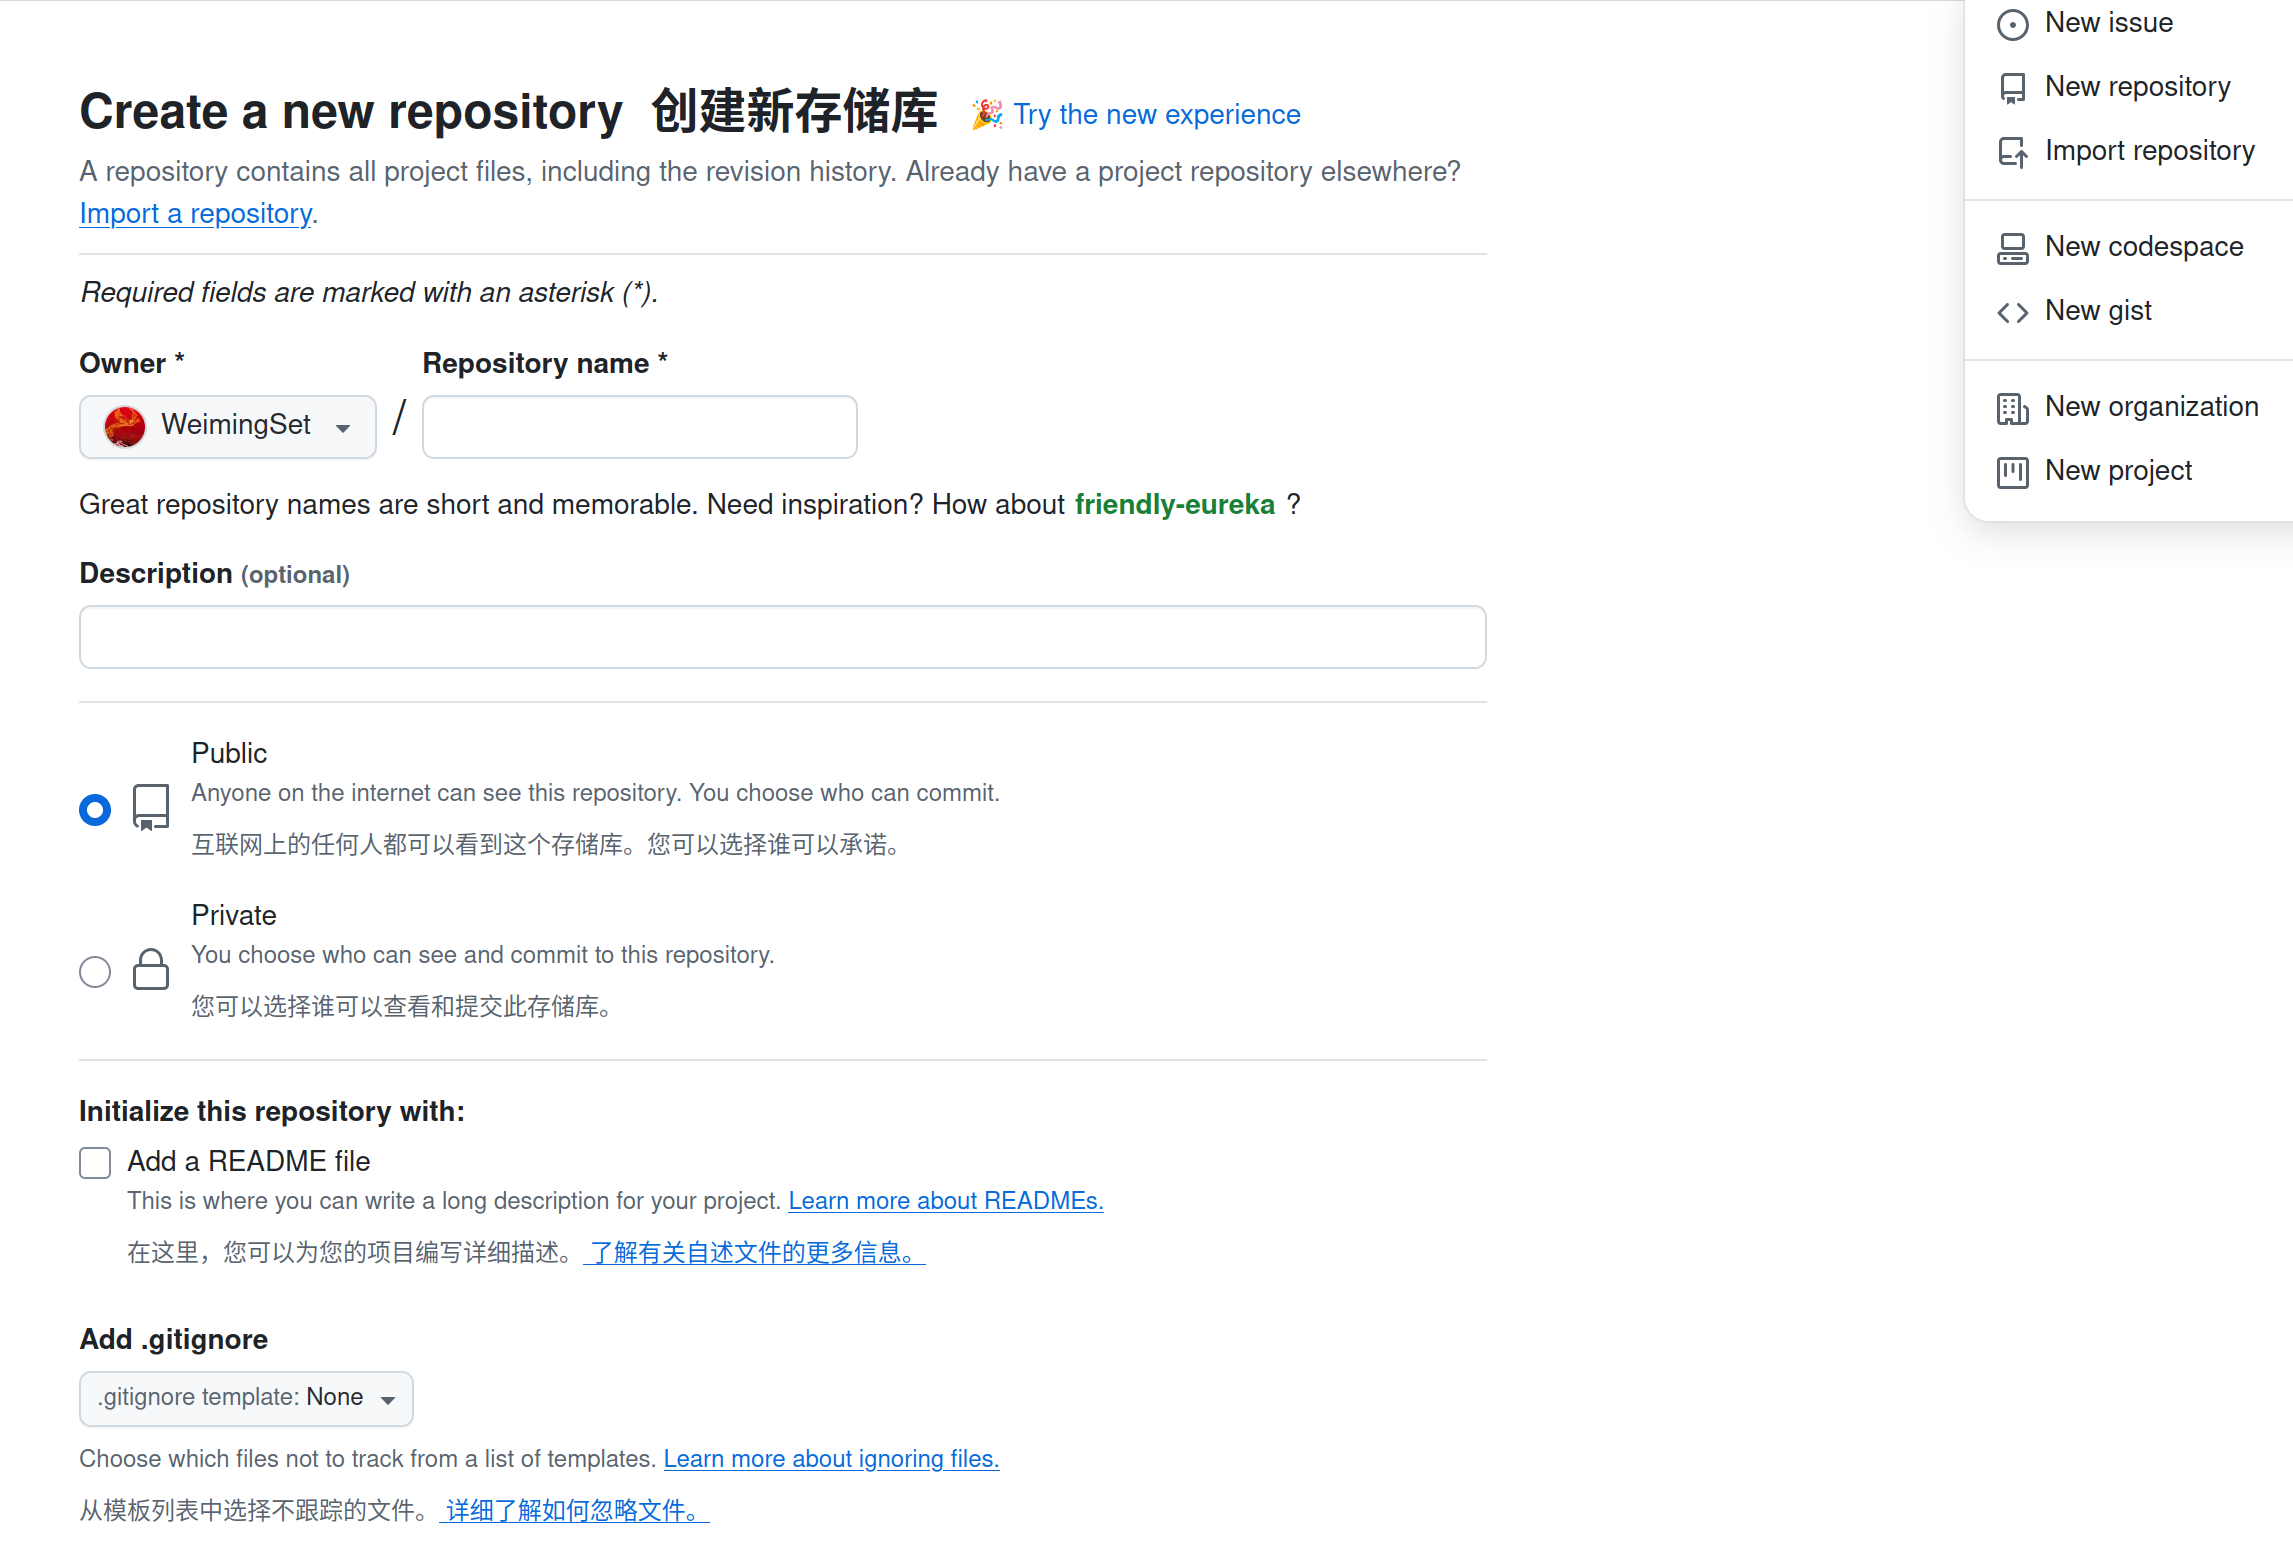 Create a new repository 创建新存储库 🎉 Try the new experience
A repository contains all project files, including the revision history. Already have a project repository elsewhere?
Import a repository.
Required fields are marked with an asterisk (*).
Owner * Repository name *
WeimingSet /
Great repository names are short and memorable. Need inspiration? How about friendly-eureka ?
Description (optional)
Public
Anyone on the internet can see this repository. You choose who can commit.
互联网上的任何人都可以看到这个存储库。您可以选择谁可以承诺。
Private
You choose who can see and commit to this repository.
您可以选择谁可以查看和提交此存储库。
Initialize this repository with:
Add a README file
This is where you can write a long description for your project. Learn more about READMEs.
在这里，您可以为您的项目编写详细描述。 了解有关自述文件的更多信息。
Add .gitignore
.gitignore template: None
Choose which files not to track from a list of templates. Learn more about ignoring files.
从模板列表中选择不跟踪的文件。 详细了解如何忽略文件。
New issue
New repository
Import repository
New codespace
New gist
New organization
New project